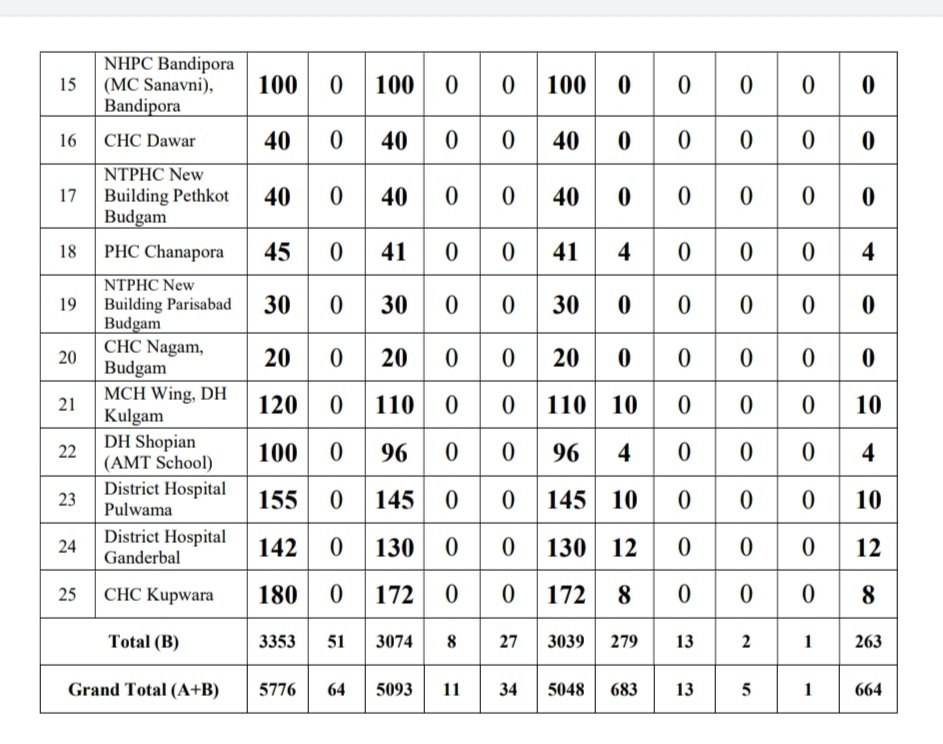 15 NHPC Bandipora (MC Sanavni), Bandipora 100 0 100 0 0 100 0 0 0 0 0
16 CHC Dawar 40 0 40 0 0 40 0 0 0 0 0
17 NTPHC New Building Pethkot Budgam 40 0 40 0 0 40 0 0 0 0 0
18 PHC Chanapora 45 0 41 0 0 41 4 0 0 0 4
19 NTPHC New Building Parisabad Budgam 30 0 30 0 0 30 0 0 0 0 0
20 CHC Nagam, Budgam 20 0 20 0 0 20 0 0 0 0 0
21 MCH Wing, DH Kulgam 120 0 110 0 0 110 10 0 0 0 10
22 DH Shopian (AMT School) 100 0 96 0 0 96 4 0 0 0 4
23 District Hospital Pulwama 155 0 145 0 0 145 10 0 0 0 10
24 District Hospital Ganderbal 142 0 130 0 0 130 12 0 0 0 12
25 CHC Kupwara 180 0 172 0 0 172 8 0 0 0 8
Total (B) 3353 51 3074 8 27 3039 279 13 2 1 263
Grand Total (A+B) 5776 64 5093 11 34 5048 683 13 5 1 664